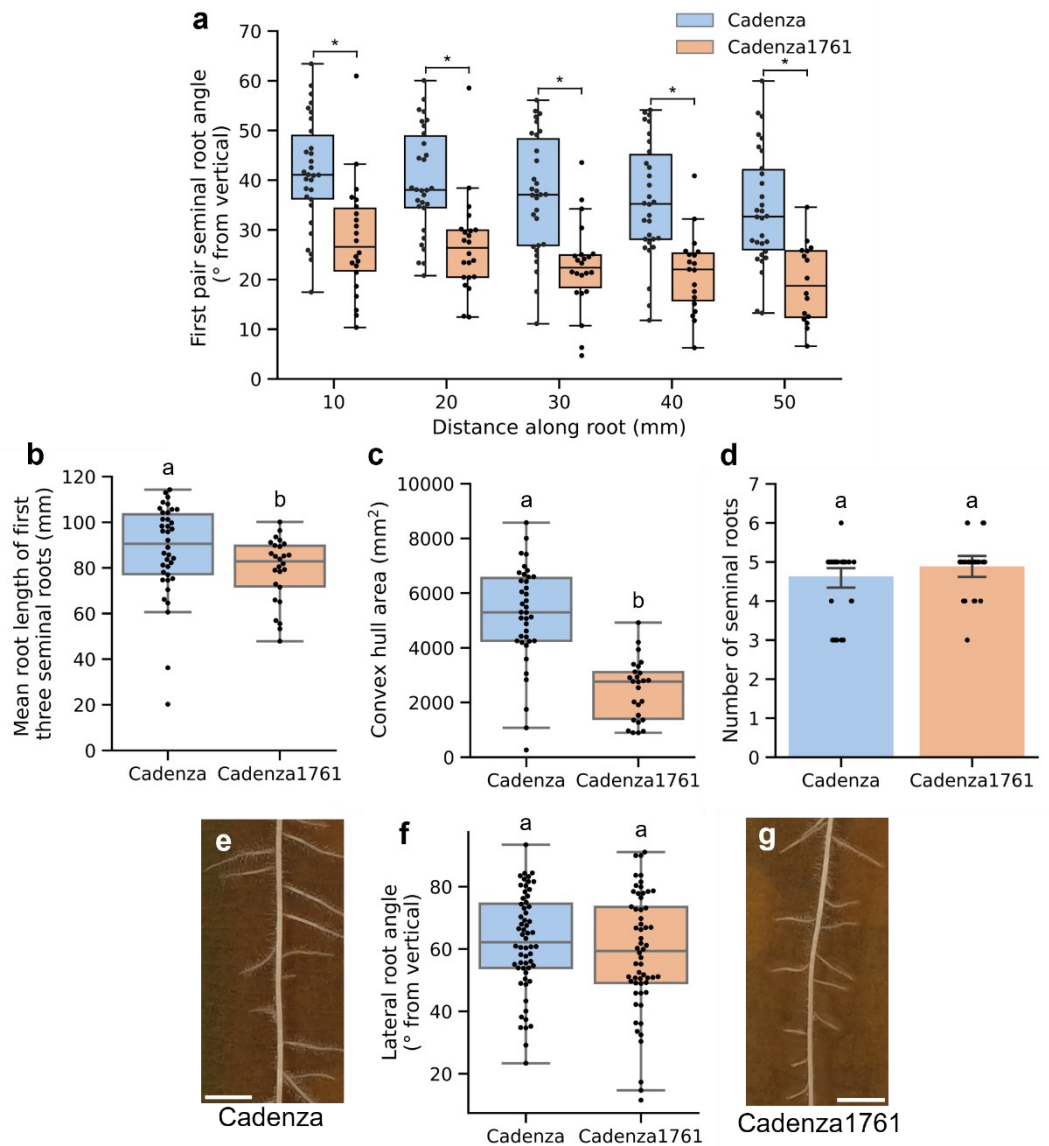 a
Cadenza
Cadenza1761
First pair seminal root angle
(° from vertical)
70
60
50
40
30
20
10
0
*
*
*
*
*
10 20 30 40 50
Distance along root (mm)
b
Mean root length of first
three seminal roots (mm)
120
100
80
60
40
20
0
a
b
Cadenza Cadenza1761
c
Convex hull area (mm²)
10000
8000
6000
4000
2000
0
a
b
Cadenza Cadenza1761
d
Number of seminal roots
7
6
5
4
3
2
1
0
a
a
Cadenza Cadenza1761
e
Cadenza
f
Lateral root angle
(° from vertical)
80
60
40
20
a
a
Cadenza Cadenza1761
g
Cadenza1761